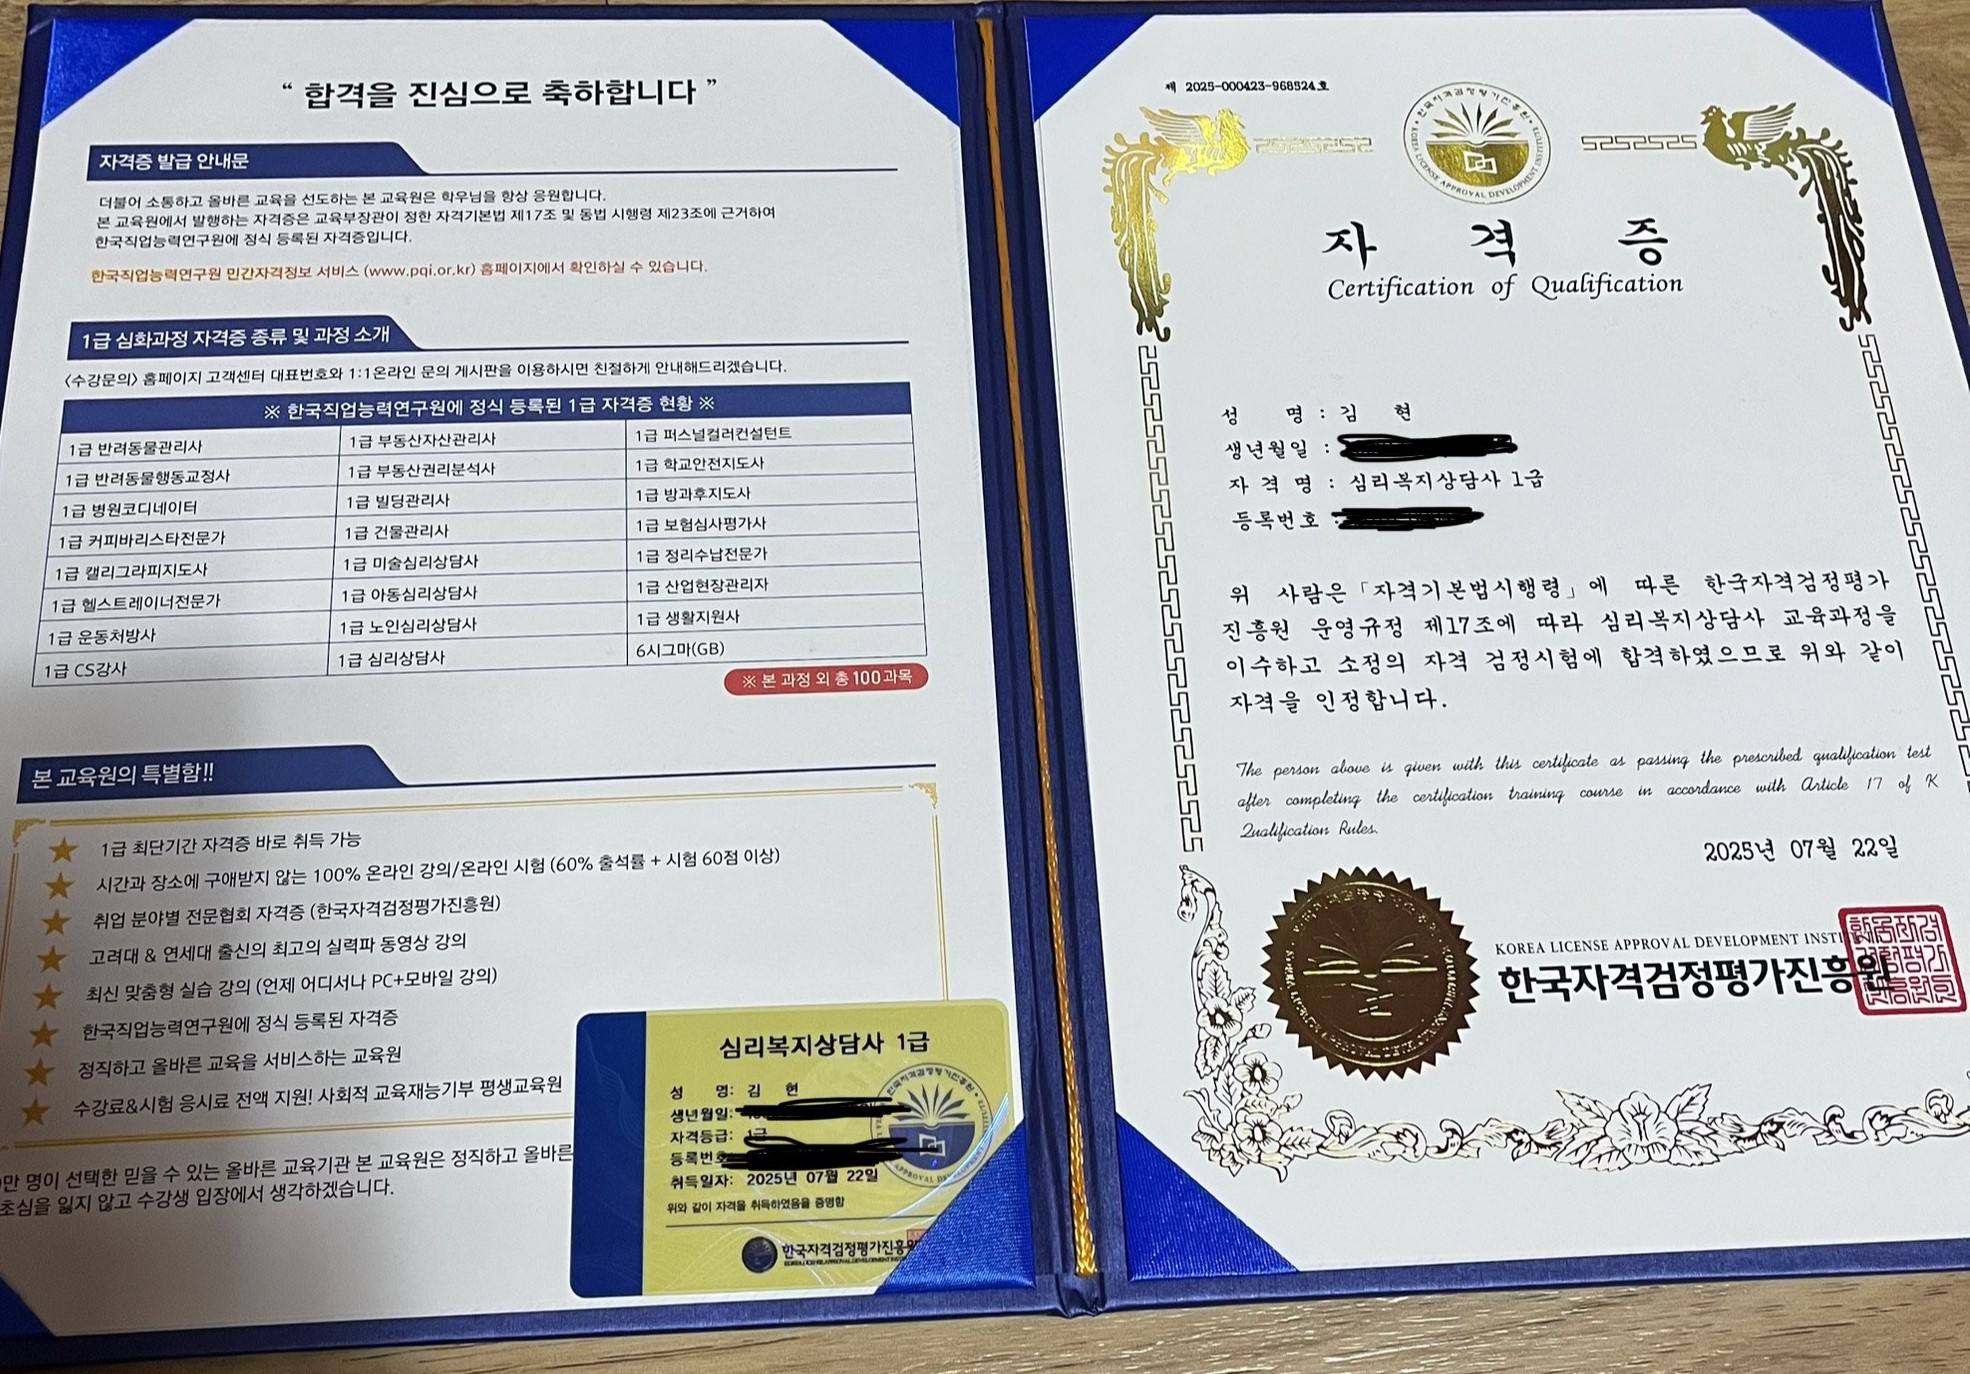 “ 합격을 진심으로 축하합니다 ”
자격증 발급 안내문
더불어 소통하고 올바른 교육을 선도하는 본 교육원은 학우님을 항상 응원합니다.
본 교육원에서 발행하는 자격증은 교육부장관이 정한 자격기본법 제17조 및 동법 시행령 제23조에 근거하여
한국직업능력연구원에 정식 등록된 자격증입니다.
한국직업능력연구원 민간자격정보 서비스 (www.pqi.or.kr) 홈페이지에서 확인하실 수 있습니다.
1급 심화과정 자격증 종류 및 과정 소개
<수강문의> 홈페이지 고객센터 대표번호와 1:1온라인 문의 게시판을 이용하시면 친절하게 안내해드리겠습니다.
※ 한국직업능력연구원에 정식 등록된 1급 자격증 현황 ※
1급 반려동물관리사 1급 부동산자산관리사 1급 퍼스널컬러컨설턴트
1급 반려동물행동교정사 1급 부동산권리분석사 1급 학교안전지도사
1급 병원코디네이터 1급 빌딩관리사 1급 방과후지도사
1급 커피바리스타전문가 1급 건물관리사 1급 보험심사평가사
1급 캘리그라피지도사 1급 미술심리상담사 1급 정리수납전문가
1급 헬스트레이너전문가 1급 아동심리상담사 1급 산업현장관리자
1급 운동처방사 1급 노인심리상담사 1급 생활지원사
1급 CS강사 1급 심리상담사 6시그마(GB)
※ 본 과정 외 총 100과목
본 교육원의 특별함!!
1급 최단기간 자격증 바로 취득 가능
시간과 장소에 구애받지 않는 100% 온라인 강의/온라인 시험 (60% 출석률 + 시험 60점 이상)
취업 분야별 전문협회 자격증 (한국자격검정평가진흥원)
고려대 & 연세대 출신의 최고의 실력파 동영상 강의
최신 맞춤형 실습 강의 (언제 어디서나 PC+모바일 강의)
한국직업능력연구원에 정식 등록된 자격증
정직하고 올바른 교육을 서비스하는 교육원
수강료&시험 응시료 전액 지원! 사회적 교육재능기부 평생교육원
만 명이 선택한 믿을 수 있는 올바른 교육기관 본 교육원은 정직하고 올바른
초심을 잃지 않고 수강생 입장에서 생각하겠습니다.
심리복지상담사 1급
성 명: 김 현
생년월일:
자격등급: 1급
등록번호
취득일자: 2025년 07월 22일
위와 같이 자격을 취득하였음을 증명함
한국자격검정평가진흥원
제 2025-000423-968524호
한국자격검정평가진흥원
KOREA LICENSE APPROVAL DEVELOPMENT INSTITUTE
자 격 증
Certification of Qualification
성 명 : 김 현
생년월일 :
자 격 명 : 심리복지상담사 1급
등록번호 :
위 사람은 「자격기본법시행령」에 따른 한국자격검정평가
진흥원 운영규정 제17조에 따라 심리복지상담사 교육과정을
이수하고 소정의 자격 검정시험에 합격하였으므로 위와 같이
자격을 인정합니다.
The person above is given with this certificate as passing the prescribed qualification test
after completing the certification training course in accordance with Article 17 of K
Qualification Rules.
2025년 07월 22일
KOREA LICENSE APPROVAL DEVELOPMENT INSTI
한국자격검정평가진흥원